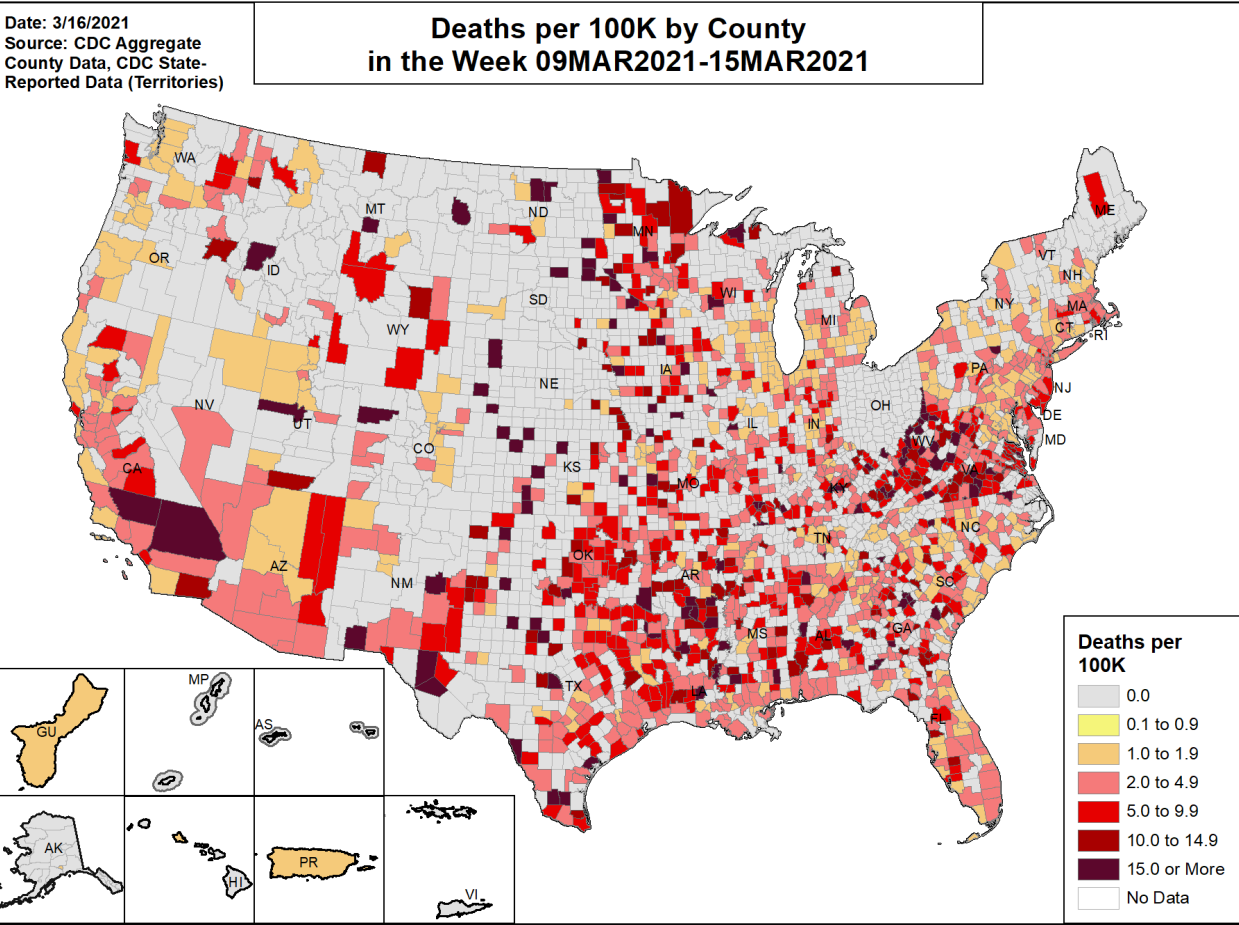 Date: 3/16/2021
Source: CDC Aggregate
County Data, CDC State-
Reported Data (Territories)
Deaths per 100K by County
in the Week 09MAR2021-15MAR2021
WA
MT
ND
MN
ME
OR
ID
SD
WI
MI
VT
NH
NY
MA
CT
RI
WY
IA
NE
PA
NJ
NV
UT
CO
IL
IN
OH
DE
MD
WV
VA
CA
KS
MO
KY
AZ
NM
OK
AR
TN
NC
SC
MS
AL
GA
TX
LA
FL
GU
MP
AS
AK
HI
PR
VI
Deaths per
100K
0.0
0.1 to 0.9
1.0 to 1.9
2.0 to 4.9
5.0 to 9.9
10.0 to 14.9
15.0 or More
No Data